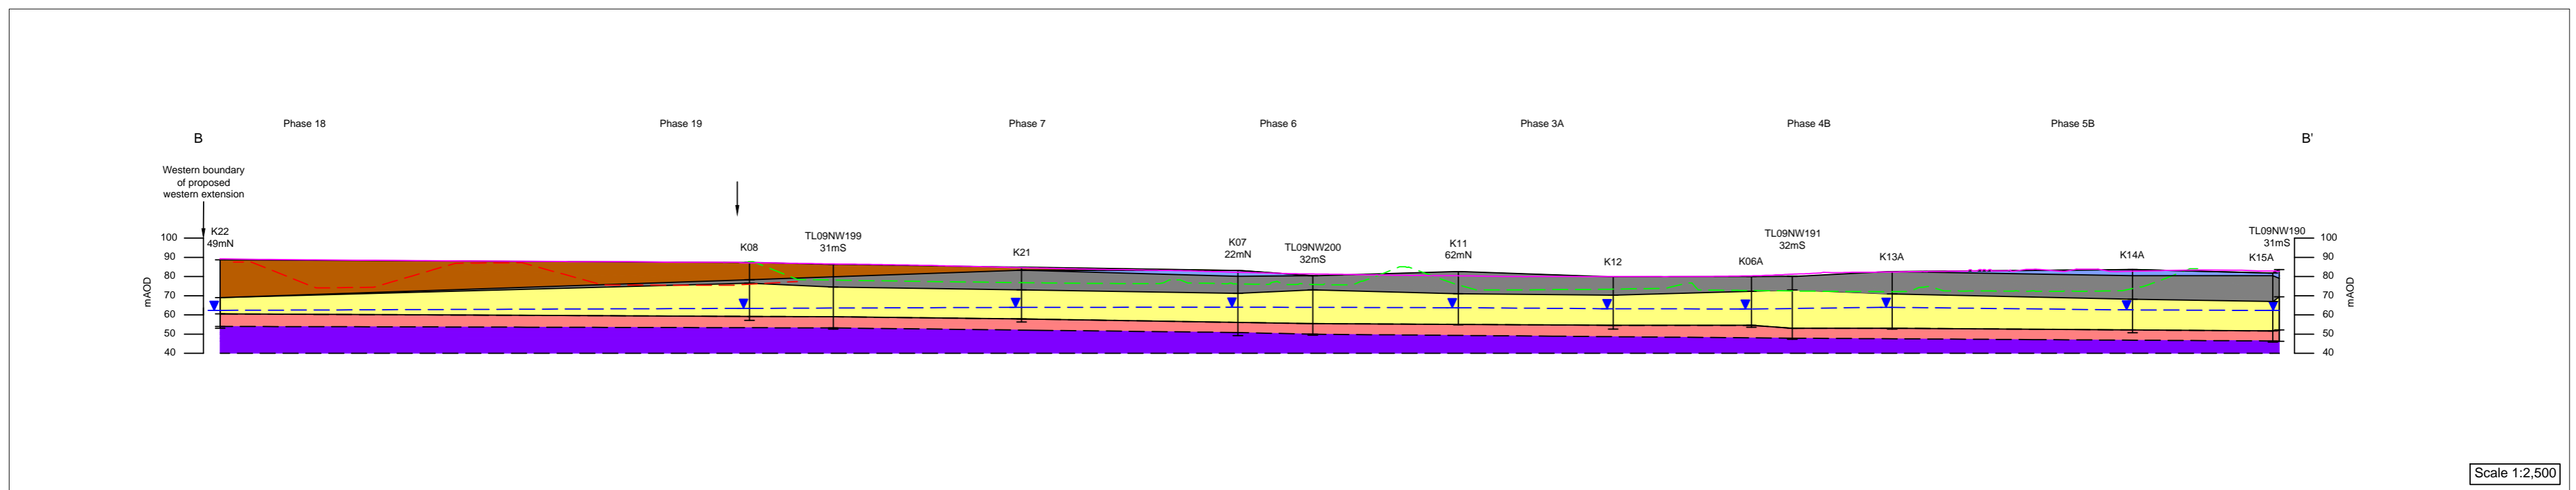 Phase 18
Phase 19
Phase 7
Phase 6
Phase 3A
Phase 4B
Phase 5B
B
B'
Western boundary
of proposed
western extension
K22
49mN
K08
TL09NW199
31mS
K21
K07
22mN
TL09NW200
32mS
K11
62mN
K12
K06A
TL09NW191
32mS
K13A
K14A
TL09NW190
31mS
K15A
100
90
80
70
60
50
40
mAOD
100
90
80
70
60
50
40
mAOD
Scale 1:2,500